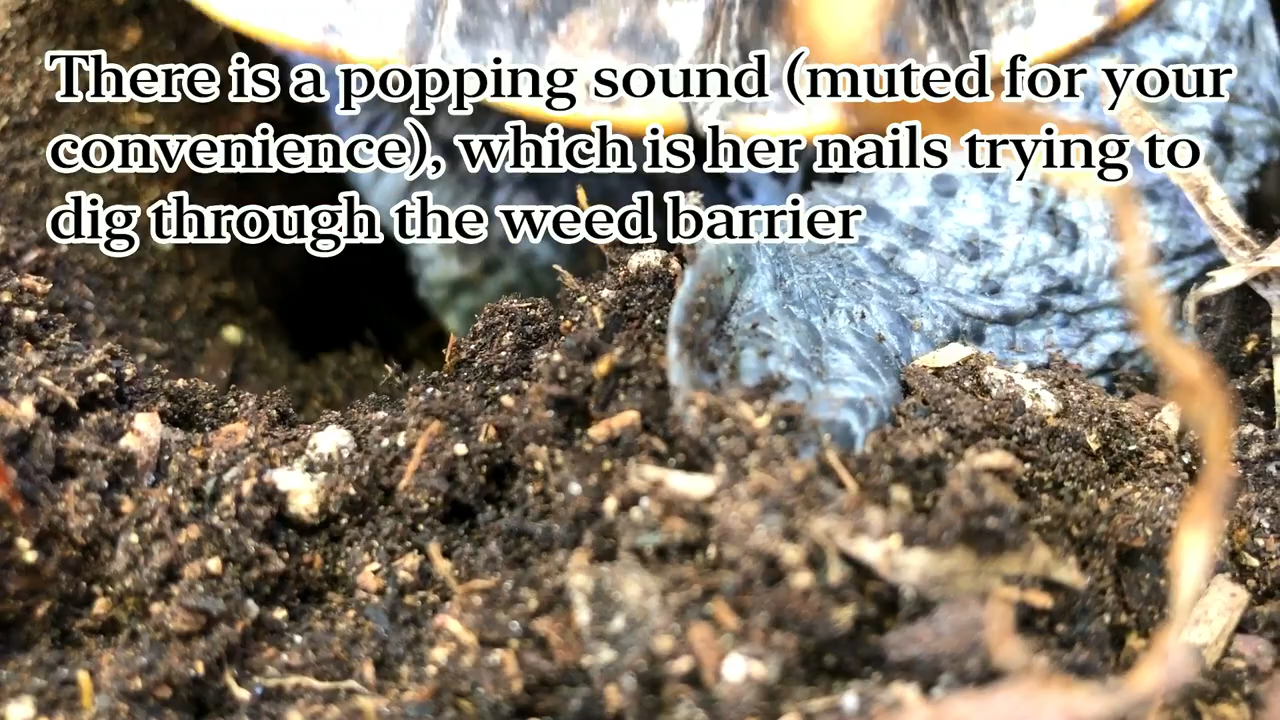 There is a popping sound (muted for your
convenience), which is her nails trying to
dig through the weed barrier